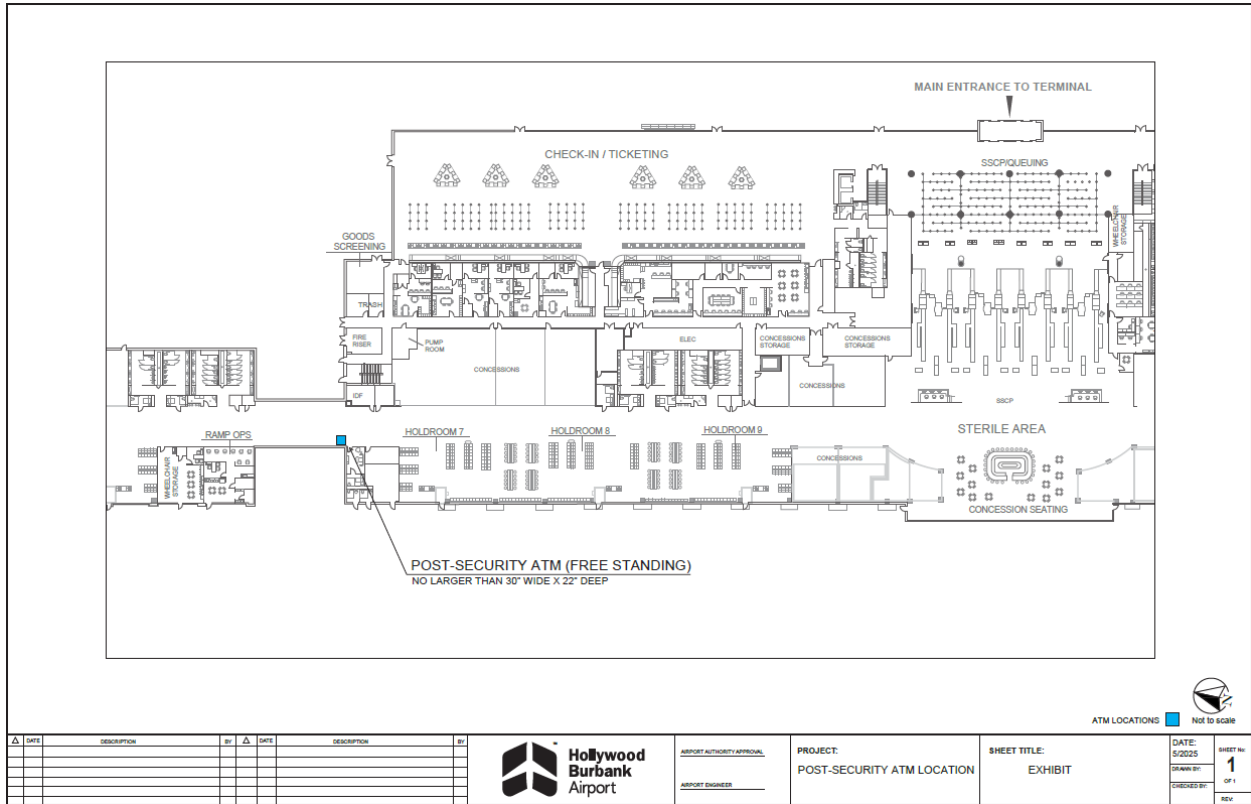 MAIN ENTRANCE TO TERMINAL
CHECK-IN / TICKETING
SSCP/QUEUING
WHEELCHAIR
STORAGE
GOODS
SCREENING
TRASH
FIRE
RISER
PUMP
ROOM
ELEC
CONCESSIONS
STORAGE
CONCESSIONS
STORAGE
CONCESSIONS
CONCESSIONS
IDF
SSCP
RAMP OPS
HOLDROOM 7
HOLDROOM 8
HOLDROOM 9
STERILE AREA
CONCESSIONS
WHEELCHAIR
STORAGE
CONCESSION SEATING
POST-SECURITY ATM (FREE STANDING)
NO LARGER THAN 30" WIDE X 22" DEEP
N
ATM LOCATIONS
Not to scale
△ DATE DESCRIPTION BY △ DATE DESCRIPTION BY
Hollywood
Burbank
Airport
AIRPORT AUTHORITY APPROVAL
AIRPORT ENGINEER
PROJECT:
POST-SECURITY ATM LOCATION
SHEET TITLE:
EXHIBIT
DATE:
5/2025
DRAWN BY:
CHECKED BY:
SHEET No:
1
OF 1
REV: